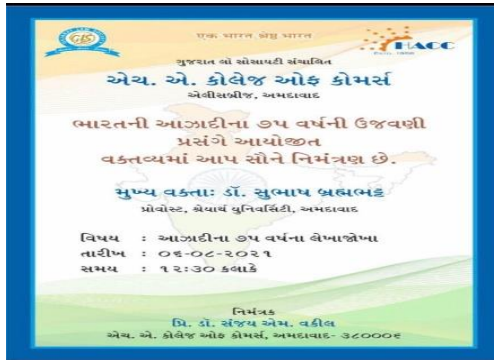 એક ભારત શ્રેષ્ઠ ભારત
HACC
ગુજરાત લો સોસાયટી સંચાલિત
એચ. એ. કોલેજ ઓફ કોમર્સ
એલીસબ્રીજ, અમદાવાદ
ભારતની આઝાદીના ૭૫ વર્ષની ઉજવણી
પ્રસંગે આયોજીત
વક્તવ્યમાં આપ સૌને નિમંત્રણ છે.
મુખ્ય વક્તાઃ ડૉ. સુભાષ બ્રહ્મભટ્ટ
પ્રોવોસ્ટ, શ્રેયાર્થ યુનિવર્સિટી, અમદાવાદ
વિષય : આઝાદીના ૭૫ વર્ષના લેખાજોખા
તારીખ : ૦૬-૦૮-૨૦૨૧
સમય : ૧૨:૩૦ કલાકે
નિમંત્રક
પ્રિ. ડૉ. સંજય એમ. વકીલ
એચ. એ. કોલેજ ઓફ કોમર્સ, અમદાવાદ- ૩૮૦૦૦૬